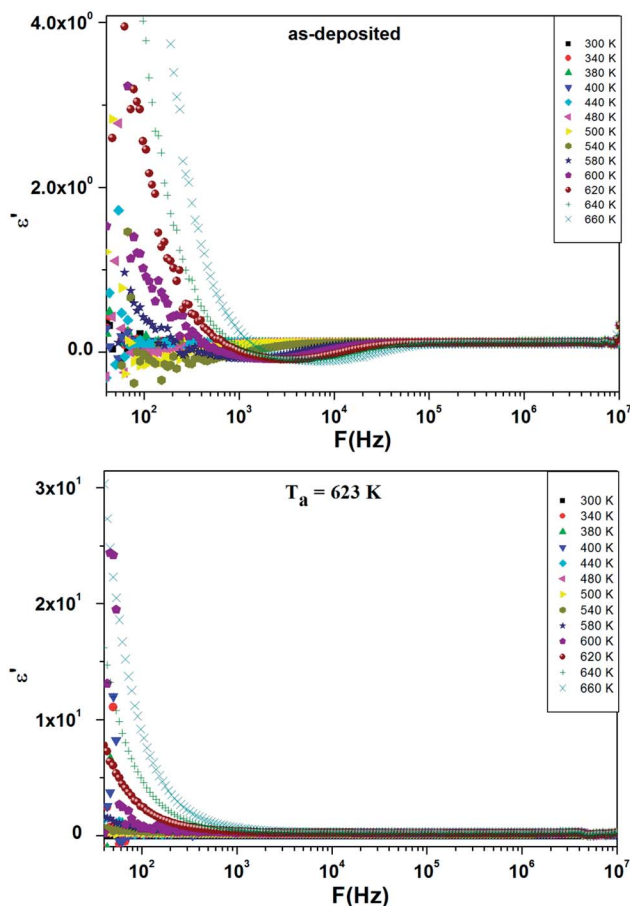 as-deposited
4.0x10⁰
2.0x10⁰
0.0
ε'
10² 10³ 10⁴ 10⁵ 10⁶ 10⁷
F(Hz)
300 K
340 K
380 K
400 K
440 K
480 K
500 K
540 K
580 K
600 K
620 K
640 K
660 K
Tₐ = 623 K
3x10¹
2x10¹
1x10¹
0
ε'
10² 10³ 10⁴ 10⁵ 10⁶ 10⁷
F(Hz)
300 K
340 K
380 K
400 K
440 K
480 K
500 K
540 K
580 K
600 K
620 K
640 K
660 K